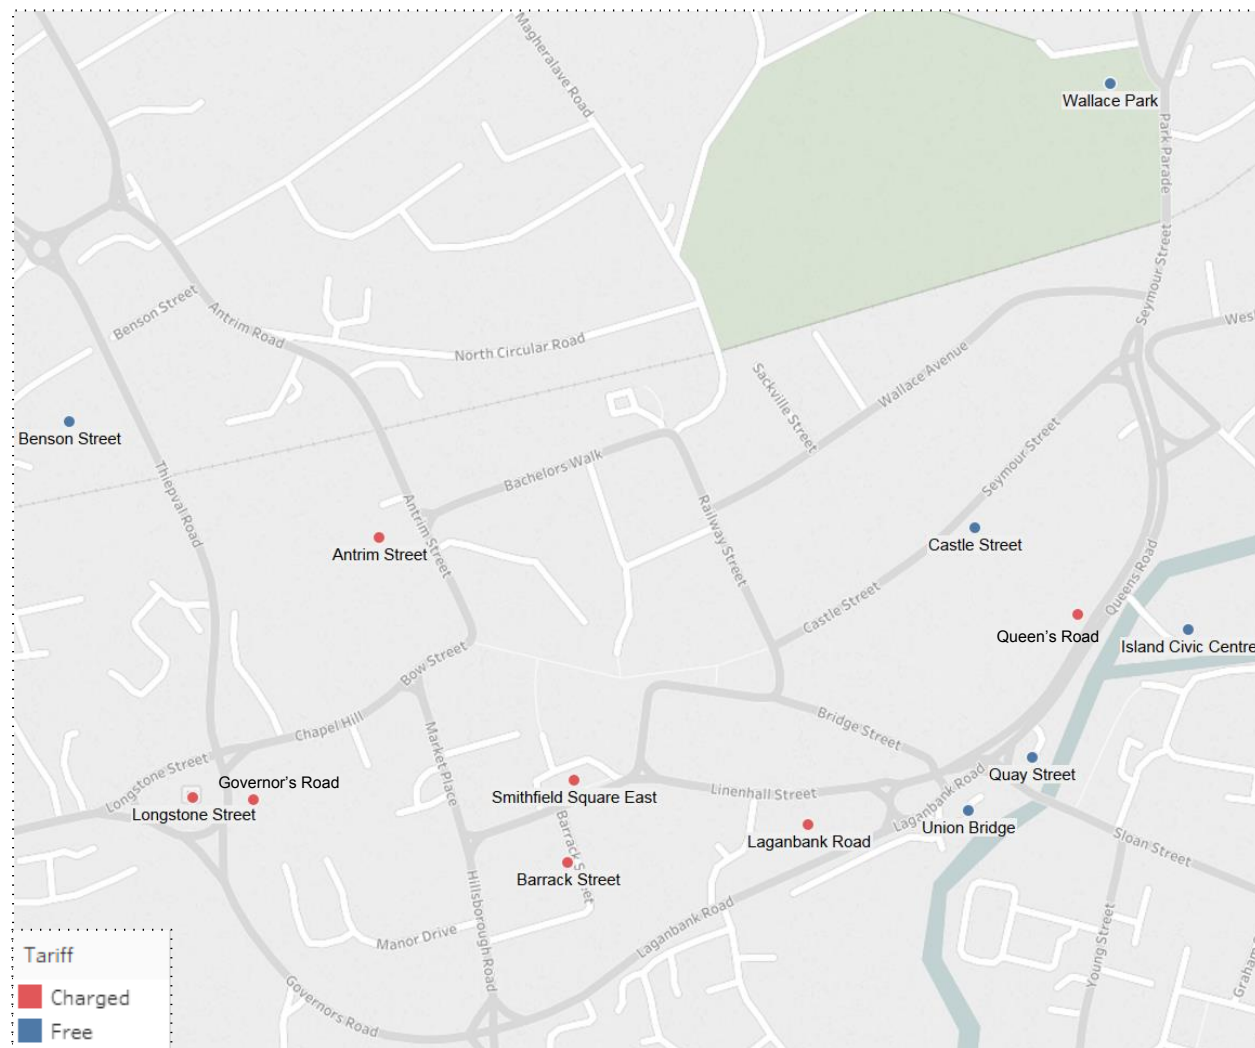 Magheralave Road
Wallace Park
Park Parade
Seymour Street
Benson Street
Antrim Road
North Circular Road
Wes
Sackville Street
Wallace Avenue
Benson Street
Thiepval Road
Bachelors Walk
Seymour Street
Antrim Street
Railway Street
Antrim Street
Castle Street
Queens Road
Castle Street
Queen's Road
Island Civic Centre
Bow Street
Chapel Hill
Market Place
Bridge Street
Longstone Street
Governor's Road
Longstone Street
Smithfield Square East
Linenhall Street
Quay Street
Laganbank Road
Union Bridge
Laganbank Road
Sloan Street
Barrack Street
Barrack Street
Hillsborough Road
Manor Drive
Laganbank Road
Young Street
Graham
Governors Road
Tariff
Charged
Free